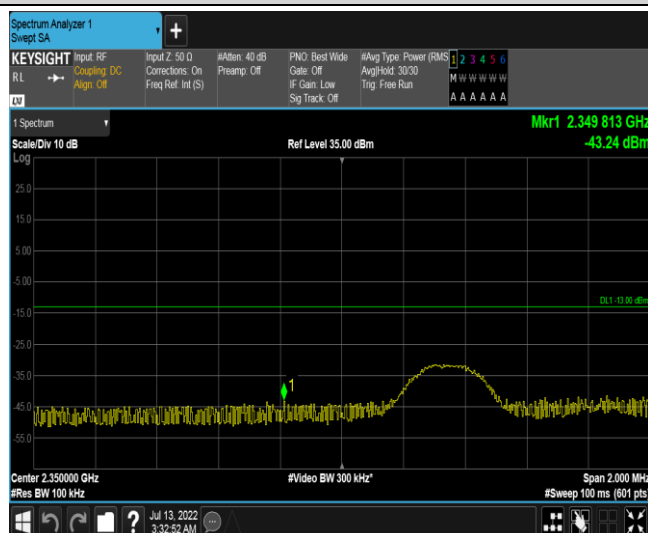 Spectrum Analyzer 1
Swept SA
+
KEYSIGHT
RL
LXI
Input: RF
Coupling: DC
Align: Off
Input Z: 50 Ω
Corrections: On
Freq Ref: Int (S)
#Atten: 40 dB
Preamp: Off
PNO: Best Wide
Gate: Off
IF Gain: Low
Sig Track: Off
#Avg Type: Power (RMS
Avg|Hold: 30/30
Trig: Free Run
1 2 3 4 5 6
M W W W W W
A A A A A A
1 Spectrum
Mkr1 2.349 813 GHz
Scale/Div 10 dB
Ref Level 35.00 dBm
-43.24 dBm
Log
25.0
15.0
5.00
-5.00
DL1 -13.00 dBm
-15.0
-25.0
-35.0
1
-45.0
-55.0
Center 2.350000 GHz
#Video BW 300 kHz*
Span 2.000 MHz
#Res BW 100 kHz
#Sweep 100 ms (601 pts)
?
Jul 13, 2022
3:32:52 AM